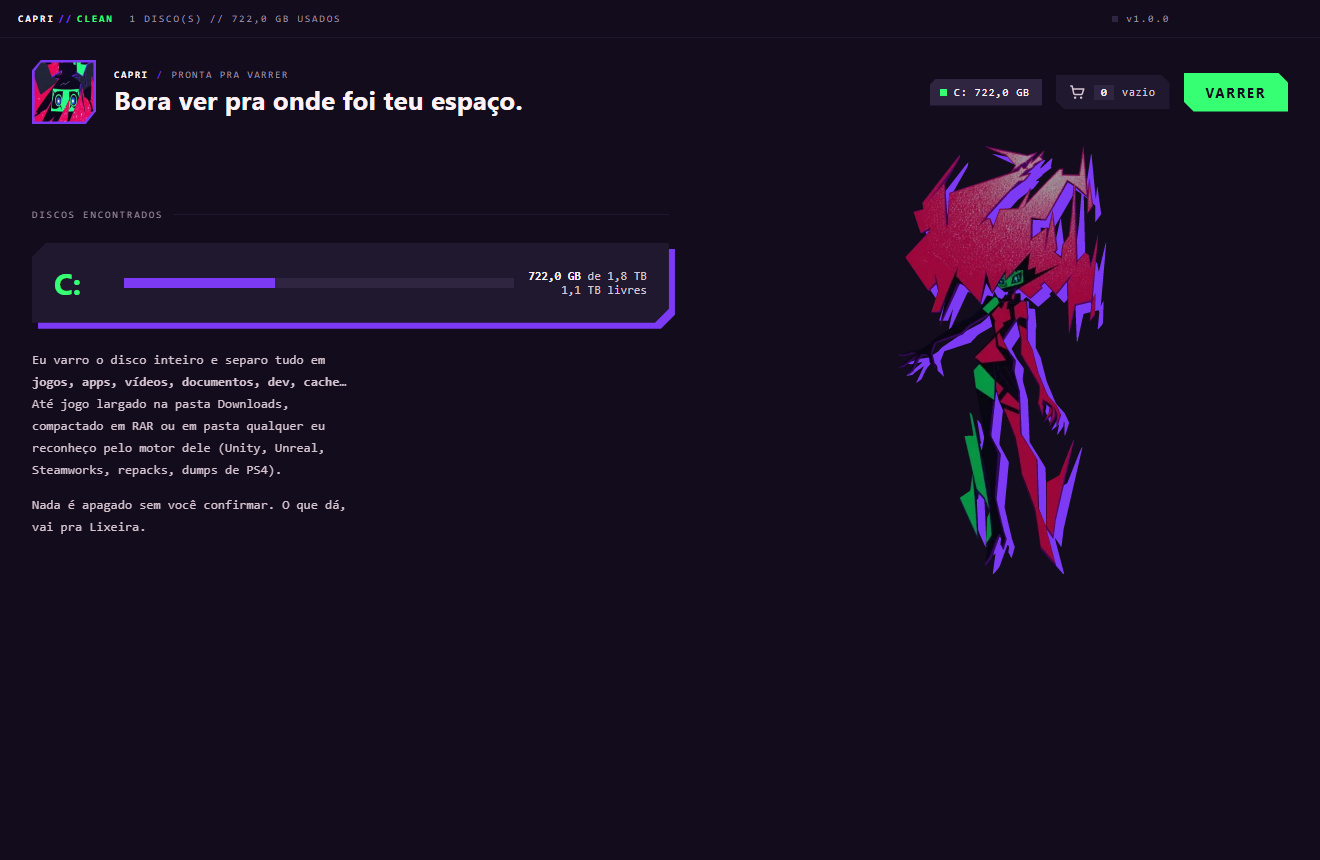 CAPRI // CLEAN 1 DISCO(S) // 722,0 GB USADOS
v1.0.0
CAPRI / PRONTA PRA VARRER
Bora ver pra onde foi teu espaço.
C: 722,0 GB
0 vazio
VARRER
DISCOS ENCONTRADOS
C:
722,0 GB de 1,8 TB
1,1 TB livres
Eu varro o disco inteiro e separo tudo em
jogos, apps, vídeos, documentos, dev, cache…
Até jogo largado na pasta Downloads,
compactado em RAR ou em pasta qualquer eu
reconheço pelo motor dele (Unity, Unreal,
Steamworks, repacks, dumps de PS4).
Nada é apagado sem você confirmar. O que dá,
vai pra Lixeira.